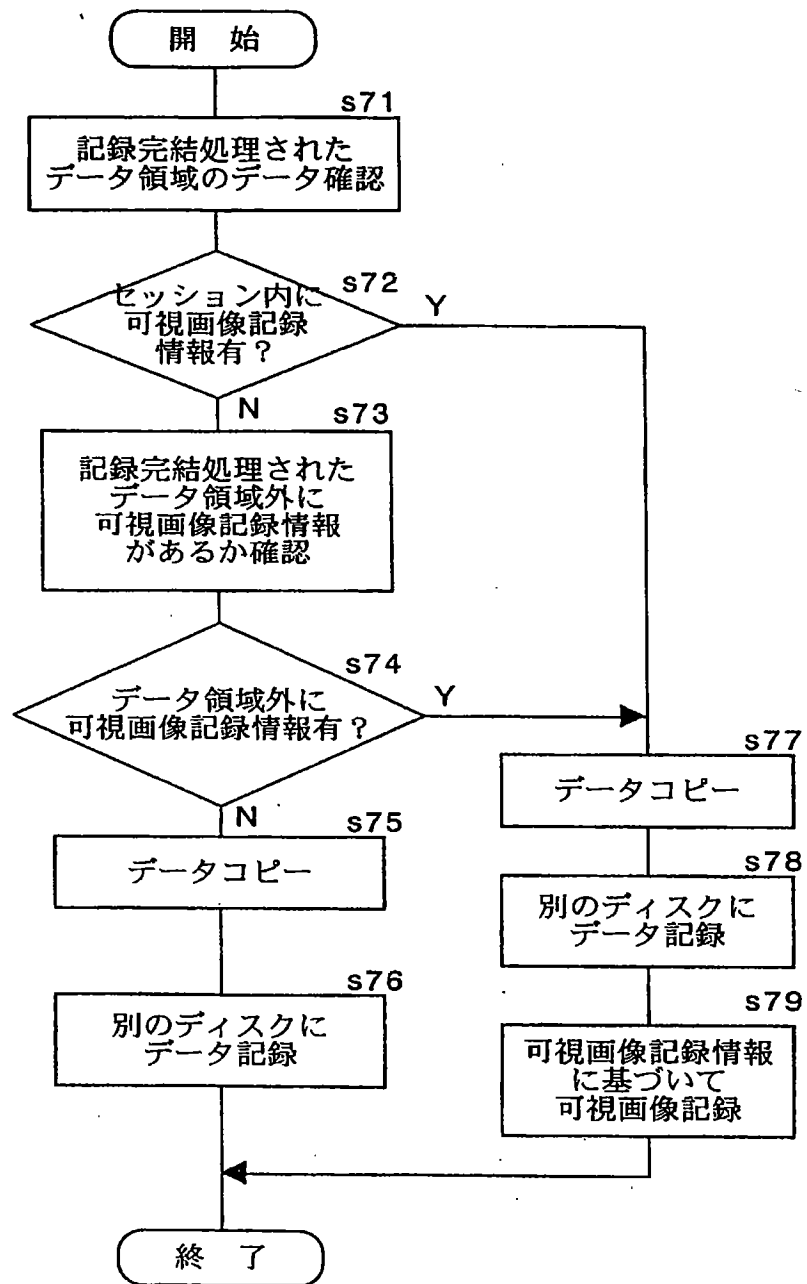 開 始
s71
記録完結処理された
データ領域のデータ確認
s72
セッション内に
可視画像記録
情報有？
Y
N
s73
記録完結処理された
データ領域外に
可視画像記録情報
があるか確認
s74
データ領域外に
可視画像記録情報有？
Y
N
s75
データコピー
s76
別のディスクに
データ記録
s77
データコピー
s78
別のディスクに
データ記録
s79
可視画像記録情報
に基づいて
可視画像記録
終 了